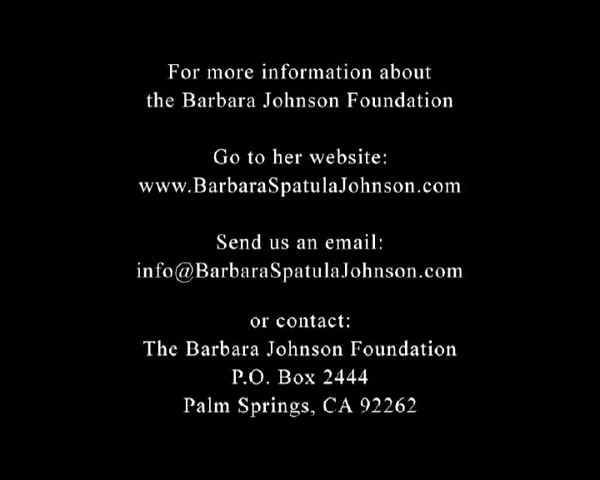 For more information about
the Barbara Johnson Foundation
Go to her website:
www.BarbaraSpatulaJohnson.com
Send us an email:
info@BarbaraSpatulaJohnson.com
or contact:
The Barbara Johnson Foundation
P.O. Box 2444
Palm Springs, CA 92262